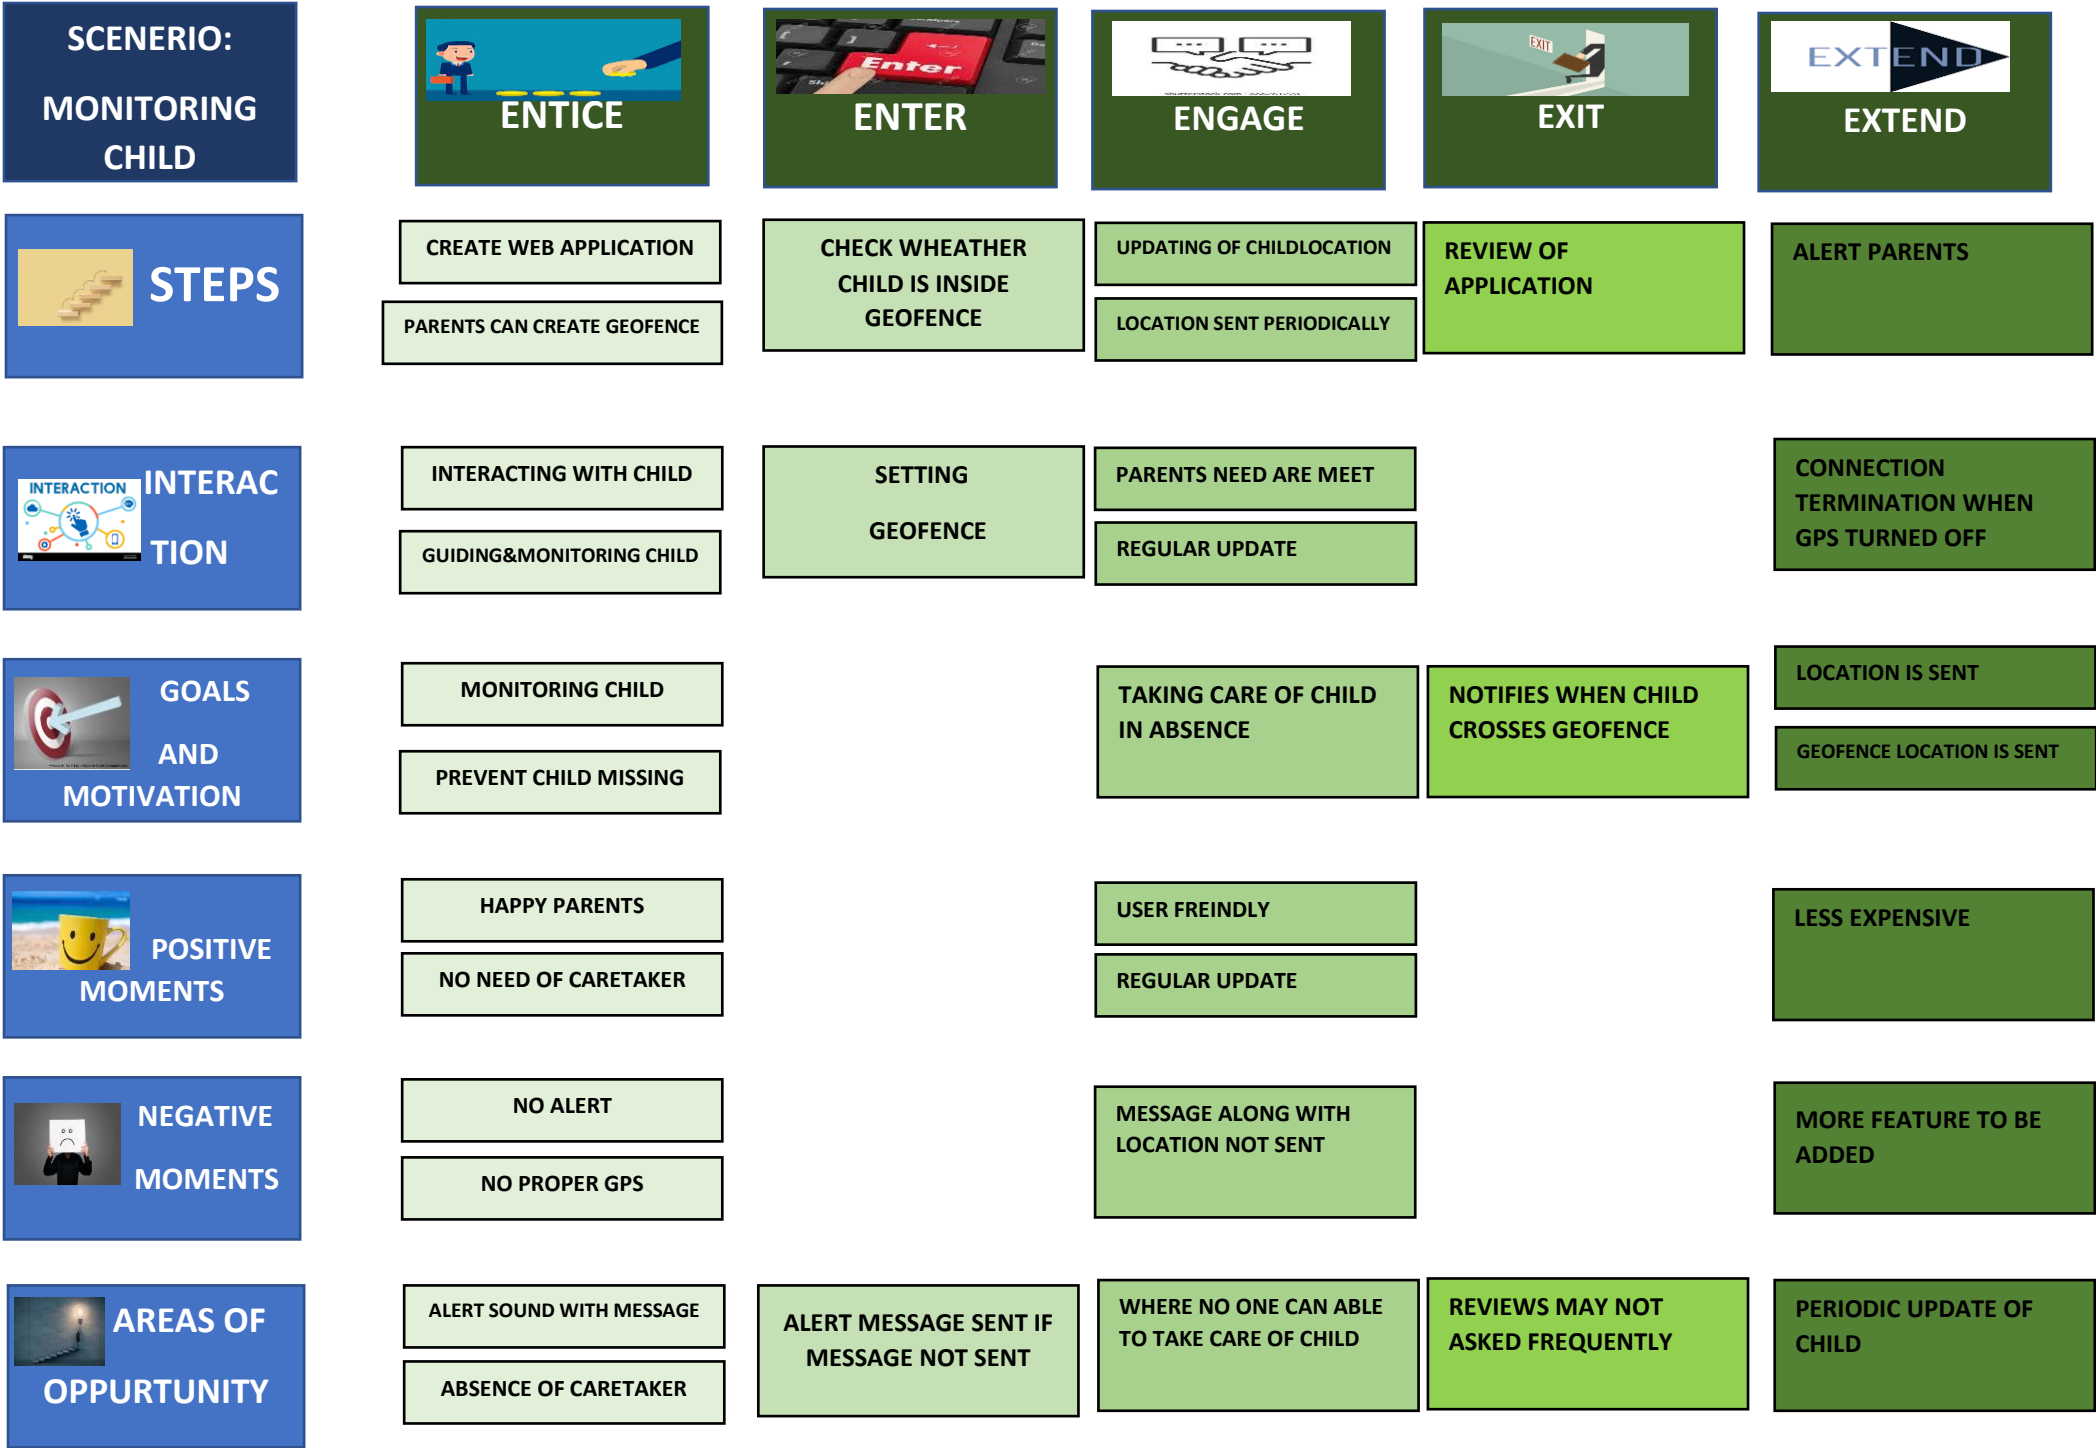 SCENERIO:
MONITORING
CHILD
ENTICE
Enter
ENTER
ENGAGE
EXIT
EXIT
EXTEND
EXTEND
STEPS
CREATE WEB APPLICATION
PARENTS CAN CREATE GEOFENCE
CHECK WHEATHER
CHILD IS INSIDE
GEOFENCE
UPDATING OF CHILDLOCATION
LOCATION SENT PERIODICALLY
REVIEW OF
APPLICATION
ALERT PARENTS
INTERACTION
INTERAC
TION
INTERACTING WITH CHILD
GUIDING&MONITORING CHILD
SETTING
GEOFENCE
PARENTS NEED ARE MEET
REGULAR UPDATE
CONNECTION
TERMINATION WHEN
GPS TURNED OFF
GOALS
AND
MOTIVATION
MONITORING CHILD
PREVENT CHILD MISSING
TAKING CARE OF CHILD
IN ABSENCE
NOTIFIES WHEN CHILD
CROSSES GEOFENCE
LOCATION IS SENT
GEOFENCE LOCATION IS SENT
POSITIVE
MOMENTS
HAPPY PARENTS
NO NEED OF CARETAKER
USER FREINDLY
REGULAR UPDATE
LESS EXPENSIVE
NEGATIVE
MOMENTS
NO ALERT
NO PROPER GPS
MESSAGE ALONG WITH
LOCATION NOT SENT
MORE FEATURE TO BE
ADDED
AREAS OF
OPPURTUNITY
ALERT SOUND WITH MESSAGE
ABSENCE OF CARETAKER
ALERT MESSAGE SENT IF
MESSAGE NOT SENT
WHERE NO ONE CAN ABLE
TO TAKE CARE OF CHILD
REVIEWS MAY NOT
ASKED FREQUENTLY
PERIODIC UPDATE OF
CHILD